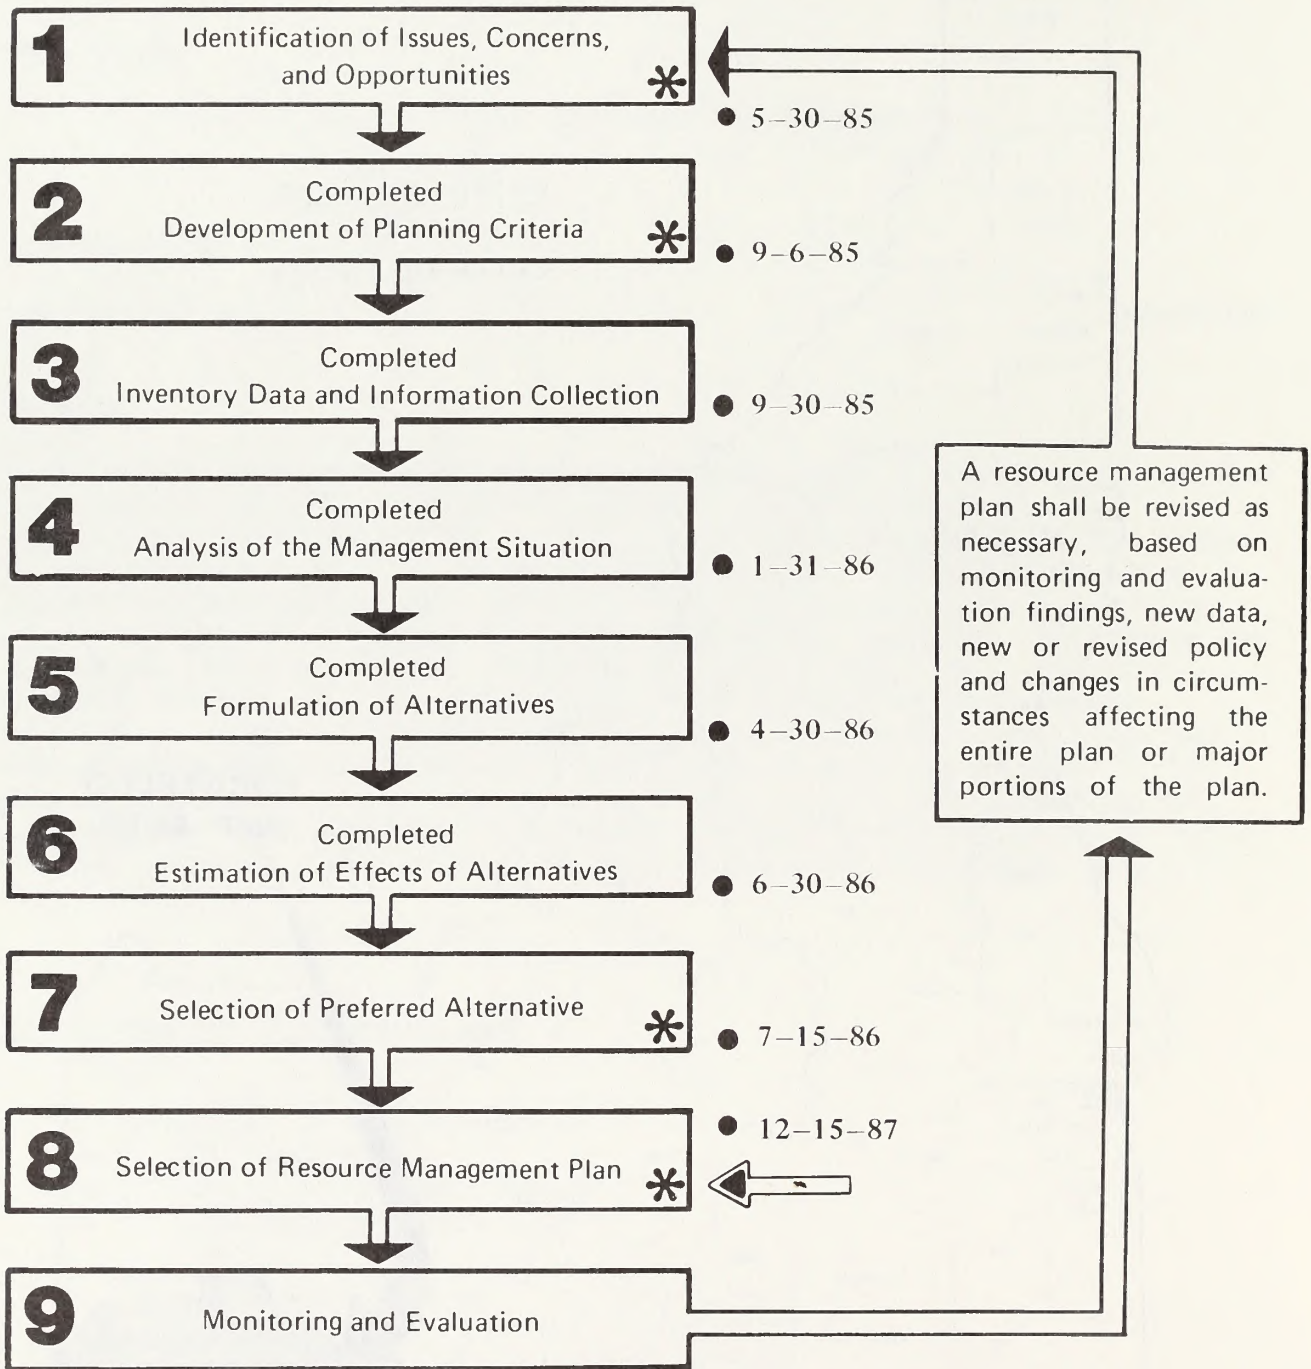 1
Identification of Issues, Concerns,
and Opportunities
*
● 5–30–85
2
Completed
Development of Planning Criteria
*
● 9–6–85
3
Completed
Inventory Data and Information Collection
● 9–30–85
4
Completed
Analysis of the Management Situation
● 1–31–86
5
Completed
Formulation of Alternatives
● 4–30–86
6
Completed
Estimation of Effects of Alternatives
● 6–30–86
7
Selection of Preferred Alternative
*
● 7–15–86
8
Selection of Resource Management Plan
*
● 12–15–87
9
Monitoring and Evaluation
A resource management
plan shall be revised as
necessary, based on
monitoring and evalua-
tion findings, new data,
new or revised policy
and changes in circum-
stances affecting the
entire plan or major
portions of the plan.